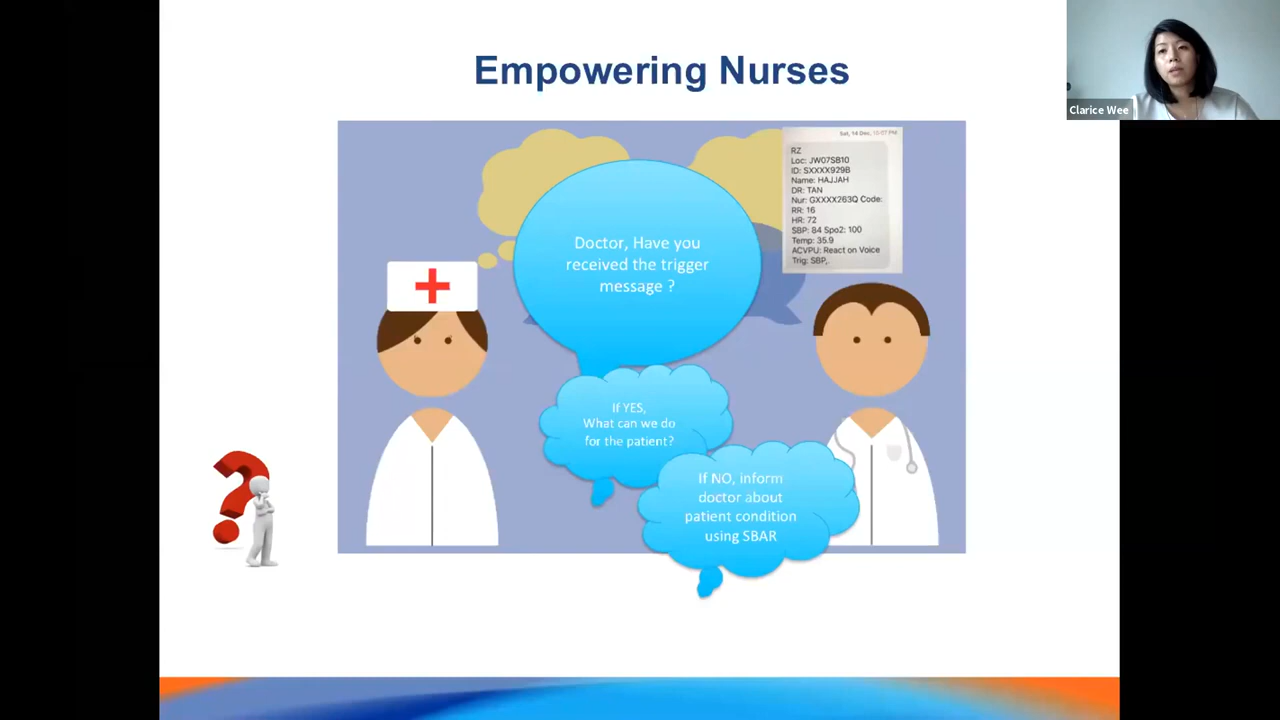 Empowering Nurses
Clarice Wee
Sat, 14 Dec, 10:07 PM
RZ
Loc: JW07SB10
ID: SXXXX929B
Name: HAJJAH
DR: TAN
Nur: GXXXX263Q Code:
RR: 16
HR: 72
SBP: 84 Spo2: 100
Temp: 35.9
ACVPU: React on Voice
Trig: SBP,.
Doctor, Have you
received the trigger
message ?
If YES,
What can we do
for the patient?
If NO, inform
doctor about
patient condition
using SBAR